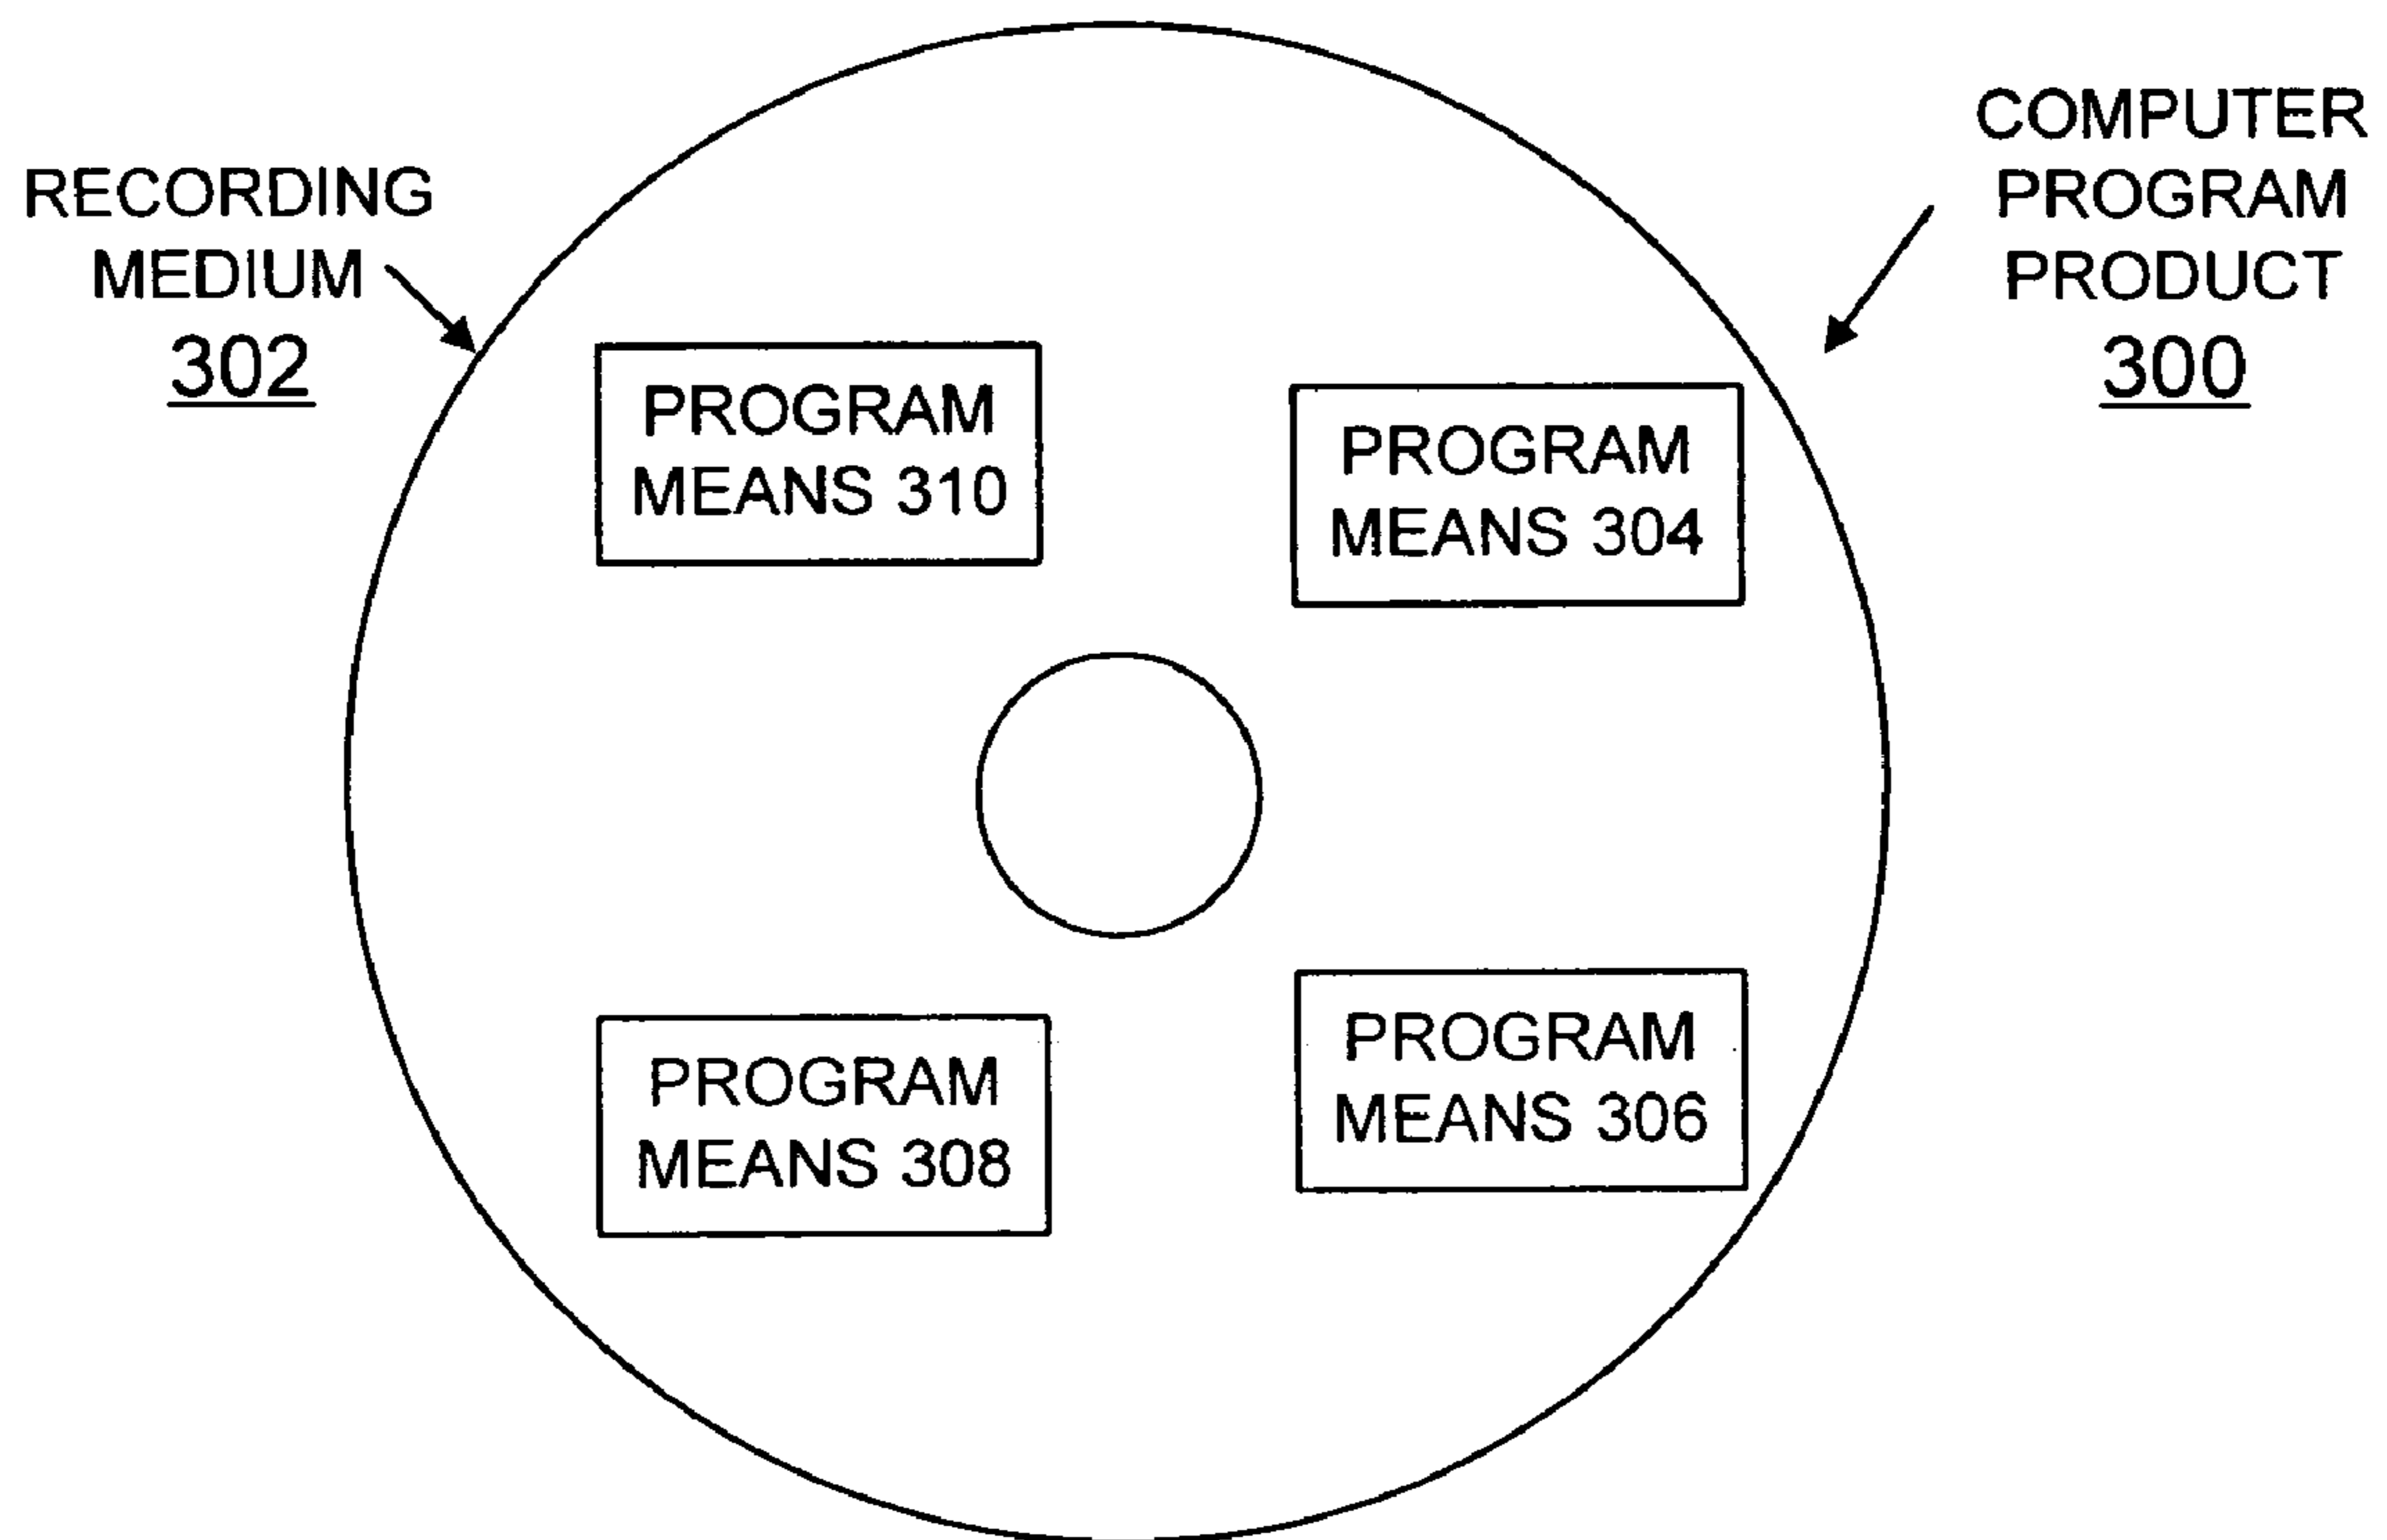 RECORDING
MEDIUM
302
COMPUTER
PROGRAM
PRODUCT
300
PROGRAM
MEANS 310
PROGRAM
MEANS 304
PROGRAM
MEANS 308
PROGRAM
MEANS 306